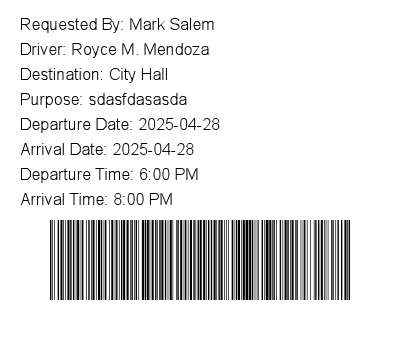 Requested By: Mark Salem
Driver: Royce M. Mendoza
Destination: City Hall
Purpose: sdasfdasasda
Departure Date: 2025-04-28
Arrival Date: 2025-04-28
Departure Time: 6:00 PM
Arrival Time: 8:00 PM